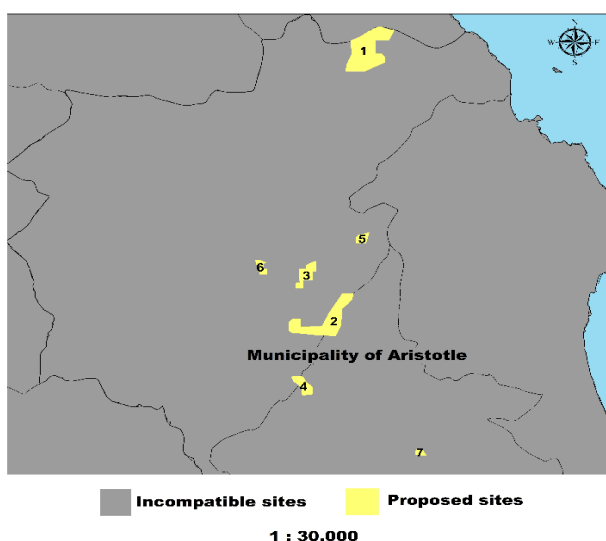 1
N
W
E
S
5
6
3
2
Municipality of Aristotle
4
7
Incompatible sites
Proposed sites
1 : 30.000